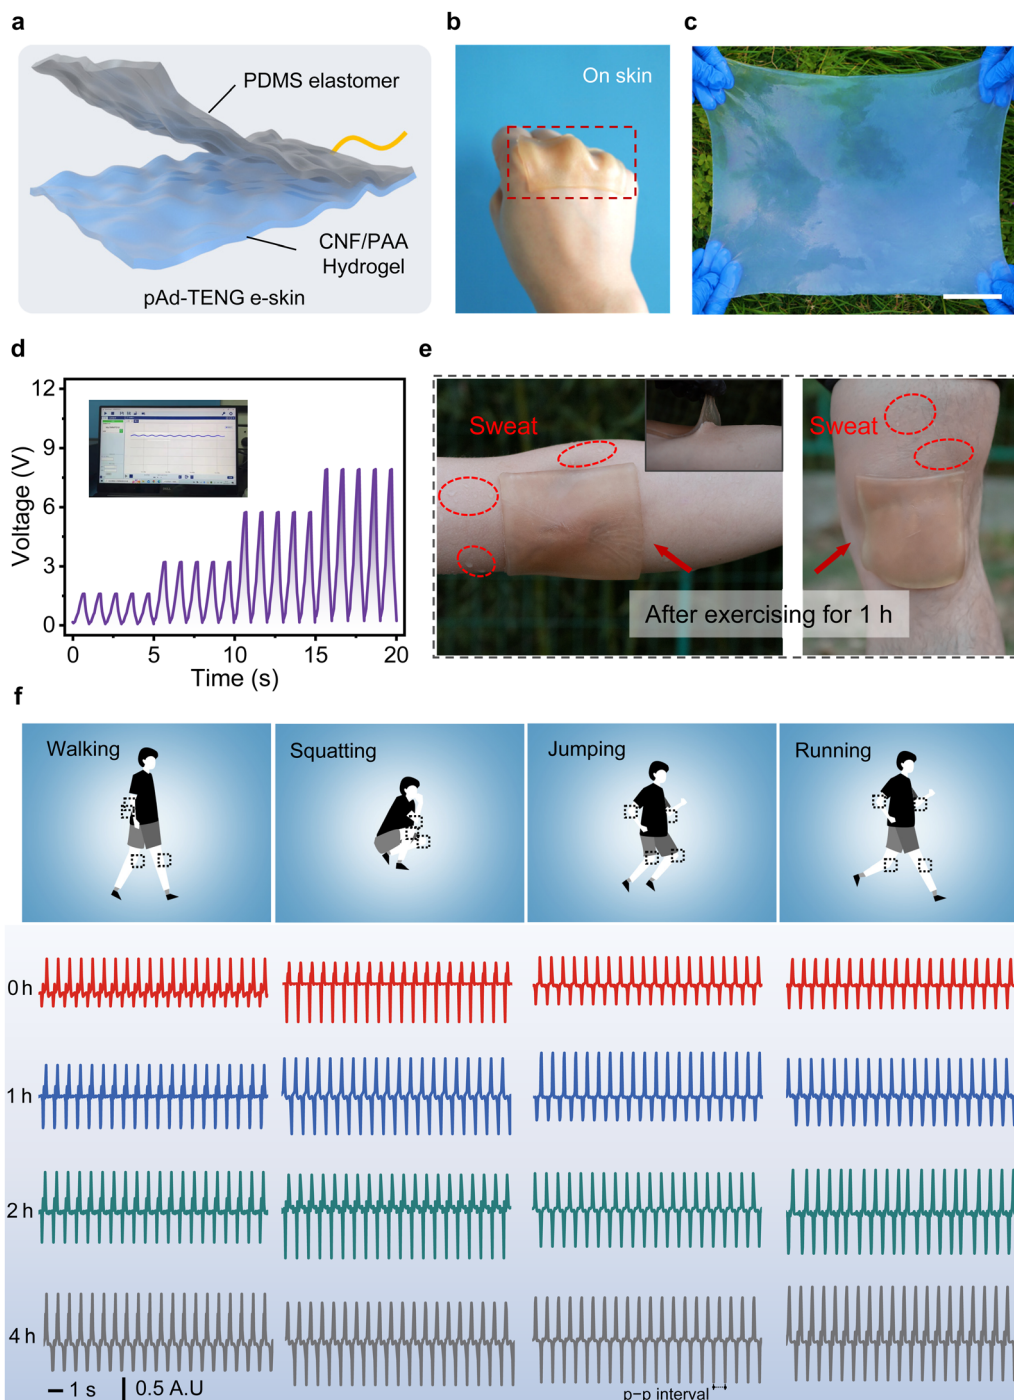 a
PDMS elastomer
CNF/PAA
Hydrogel
pAd-TENG e-skin
b
On skin
c
d
Voltage (V)
12
9
6
3
0
0
5
10
15
20
Time (s)
e
Sweat
Sweat
After exercising for 1 h
f
Walking
Squatting
Jumping
Running
0 h
1 h
2 h
4 h
1 s
0.5 A.U
p–p interval